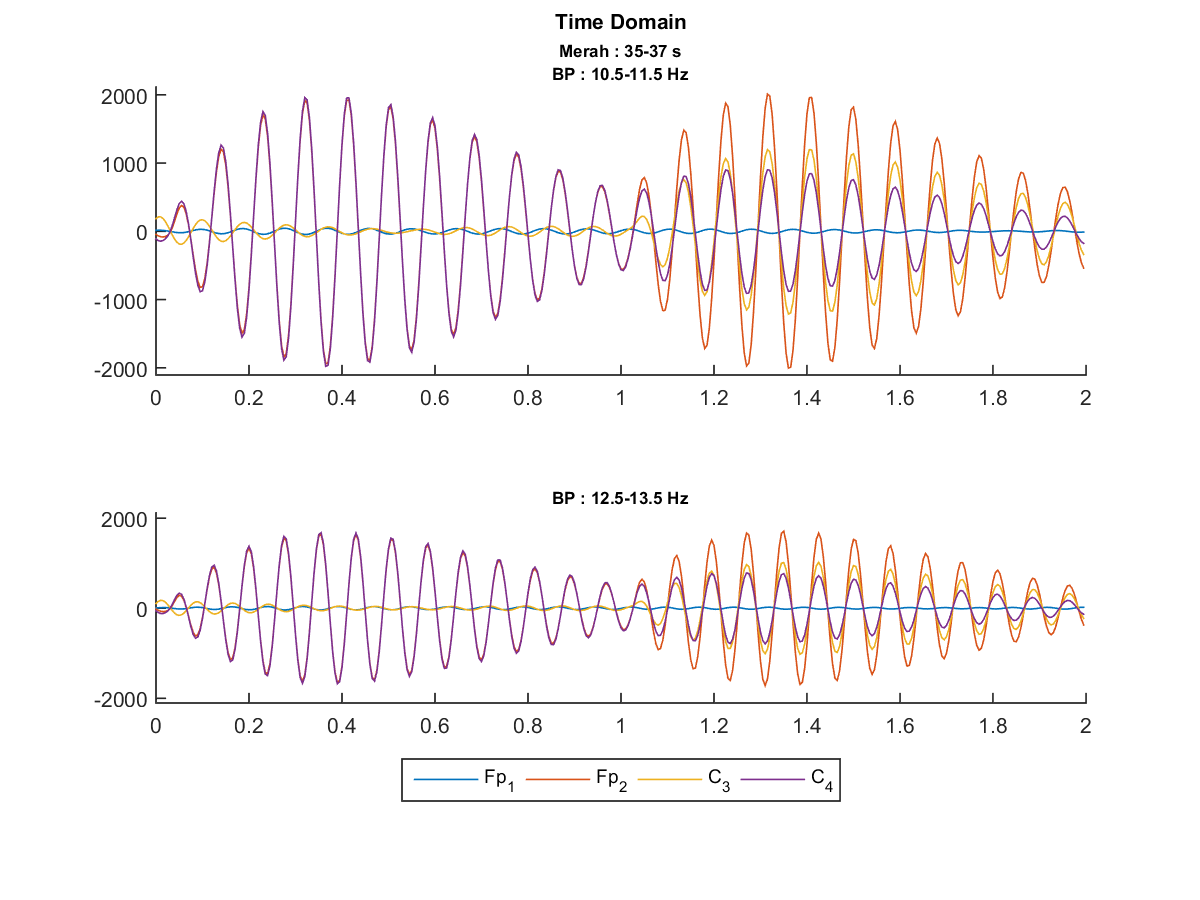 Time Domain
Merah : 35-37 s
BP : 10.5-11.5 Hz
2000
1000
0
-1000
-2000
0 0.2 0.4 0.6 0.8 1 1.2 1.4 1.6 1.8 2
BP : 12.5-13.5 Hz
2000
0
-2000
0 0.2 0.4 0.6 0.8 1 1.2 1.4 1.6 1.8 2
Fp1 Fp2 C3 C4